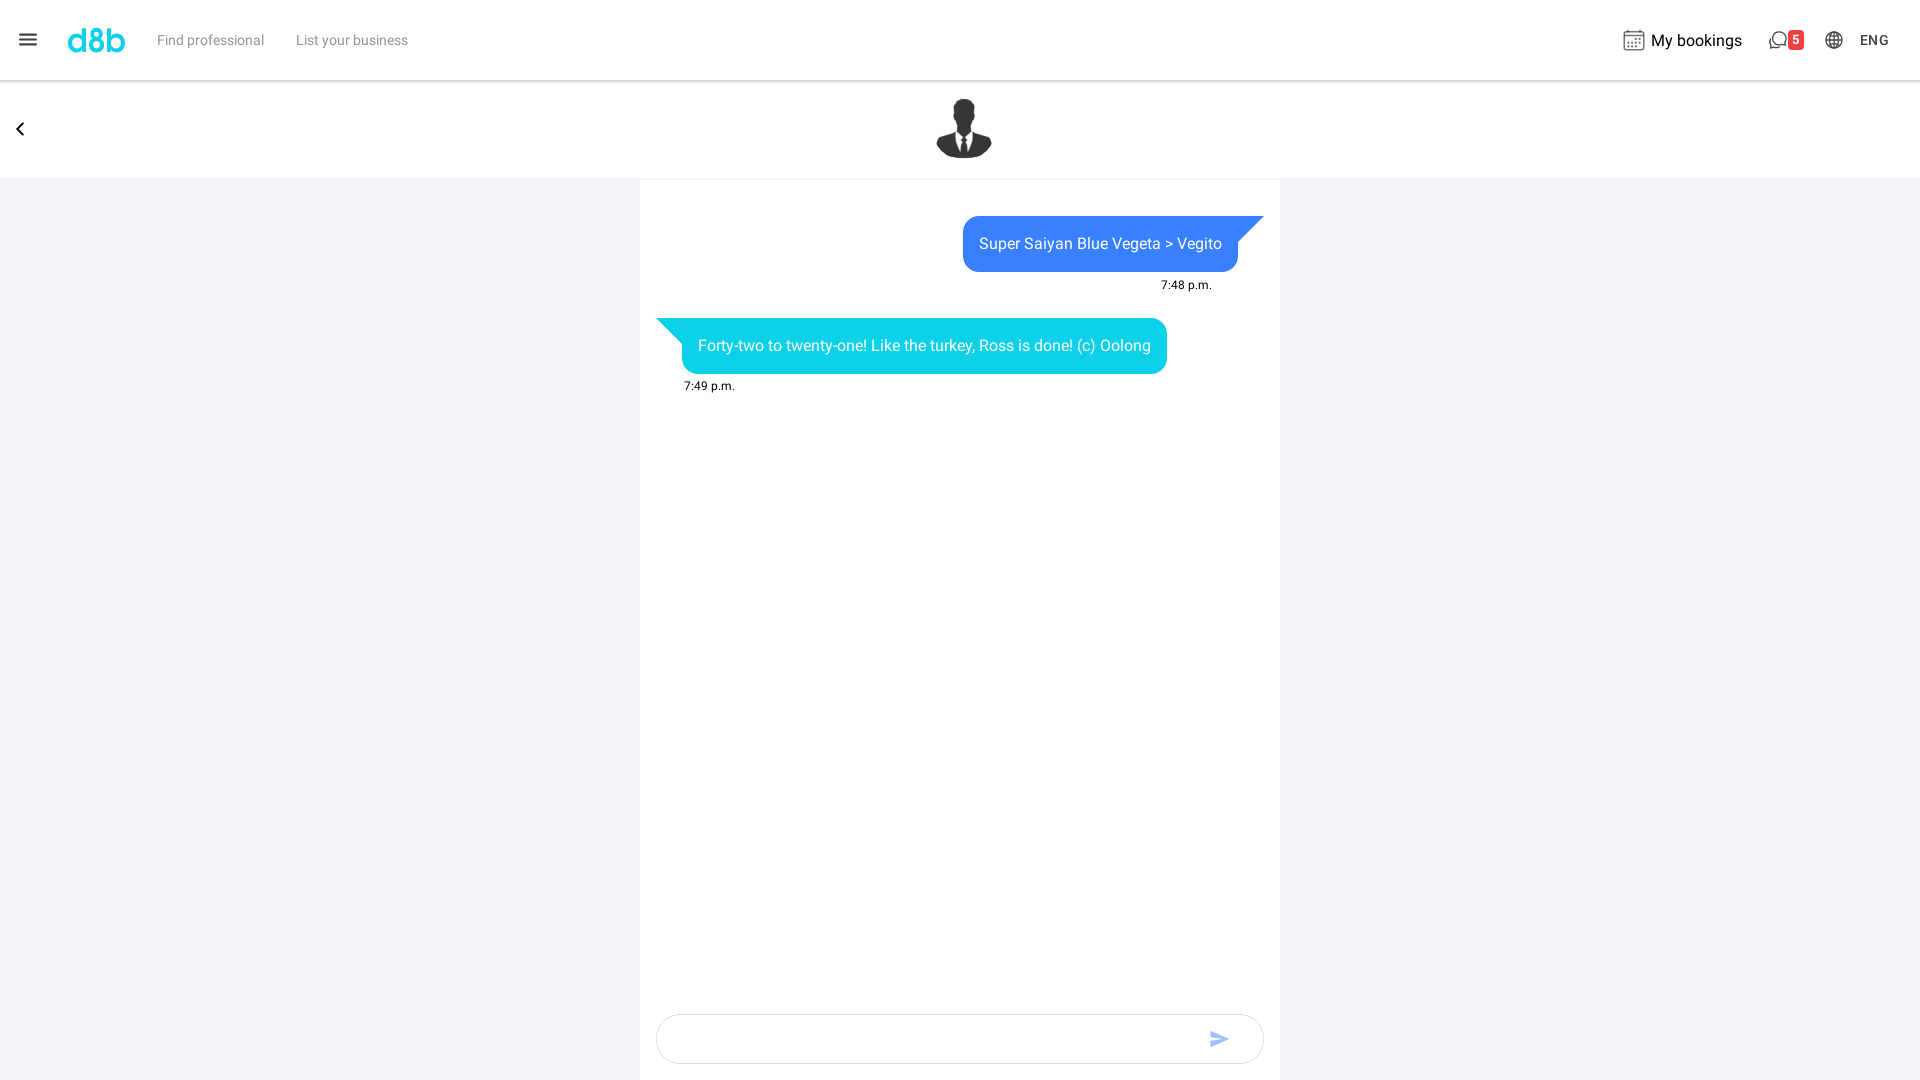 d8b
Find professional
List your business
My bookings
5
ENG
Super Saiyan Blue Vegeta > Vegito
7:48 p.m.
Forty-two to twenty-one! Like the turkey, Ross is done! (c) Oolong
7:49 p.m.